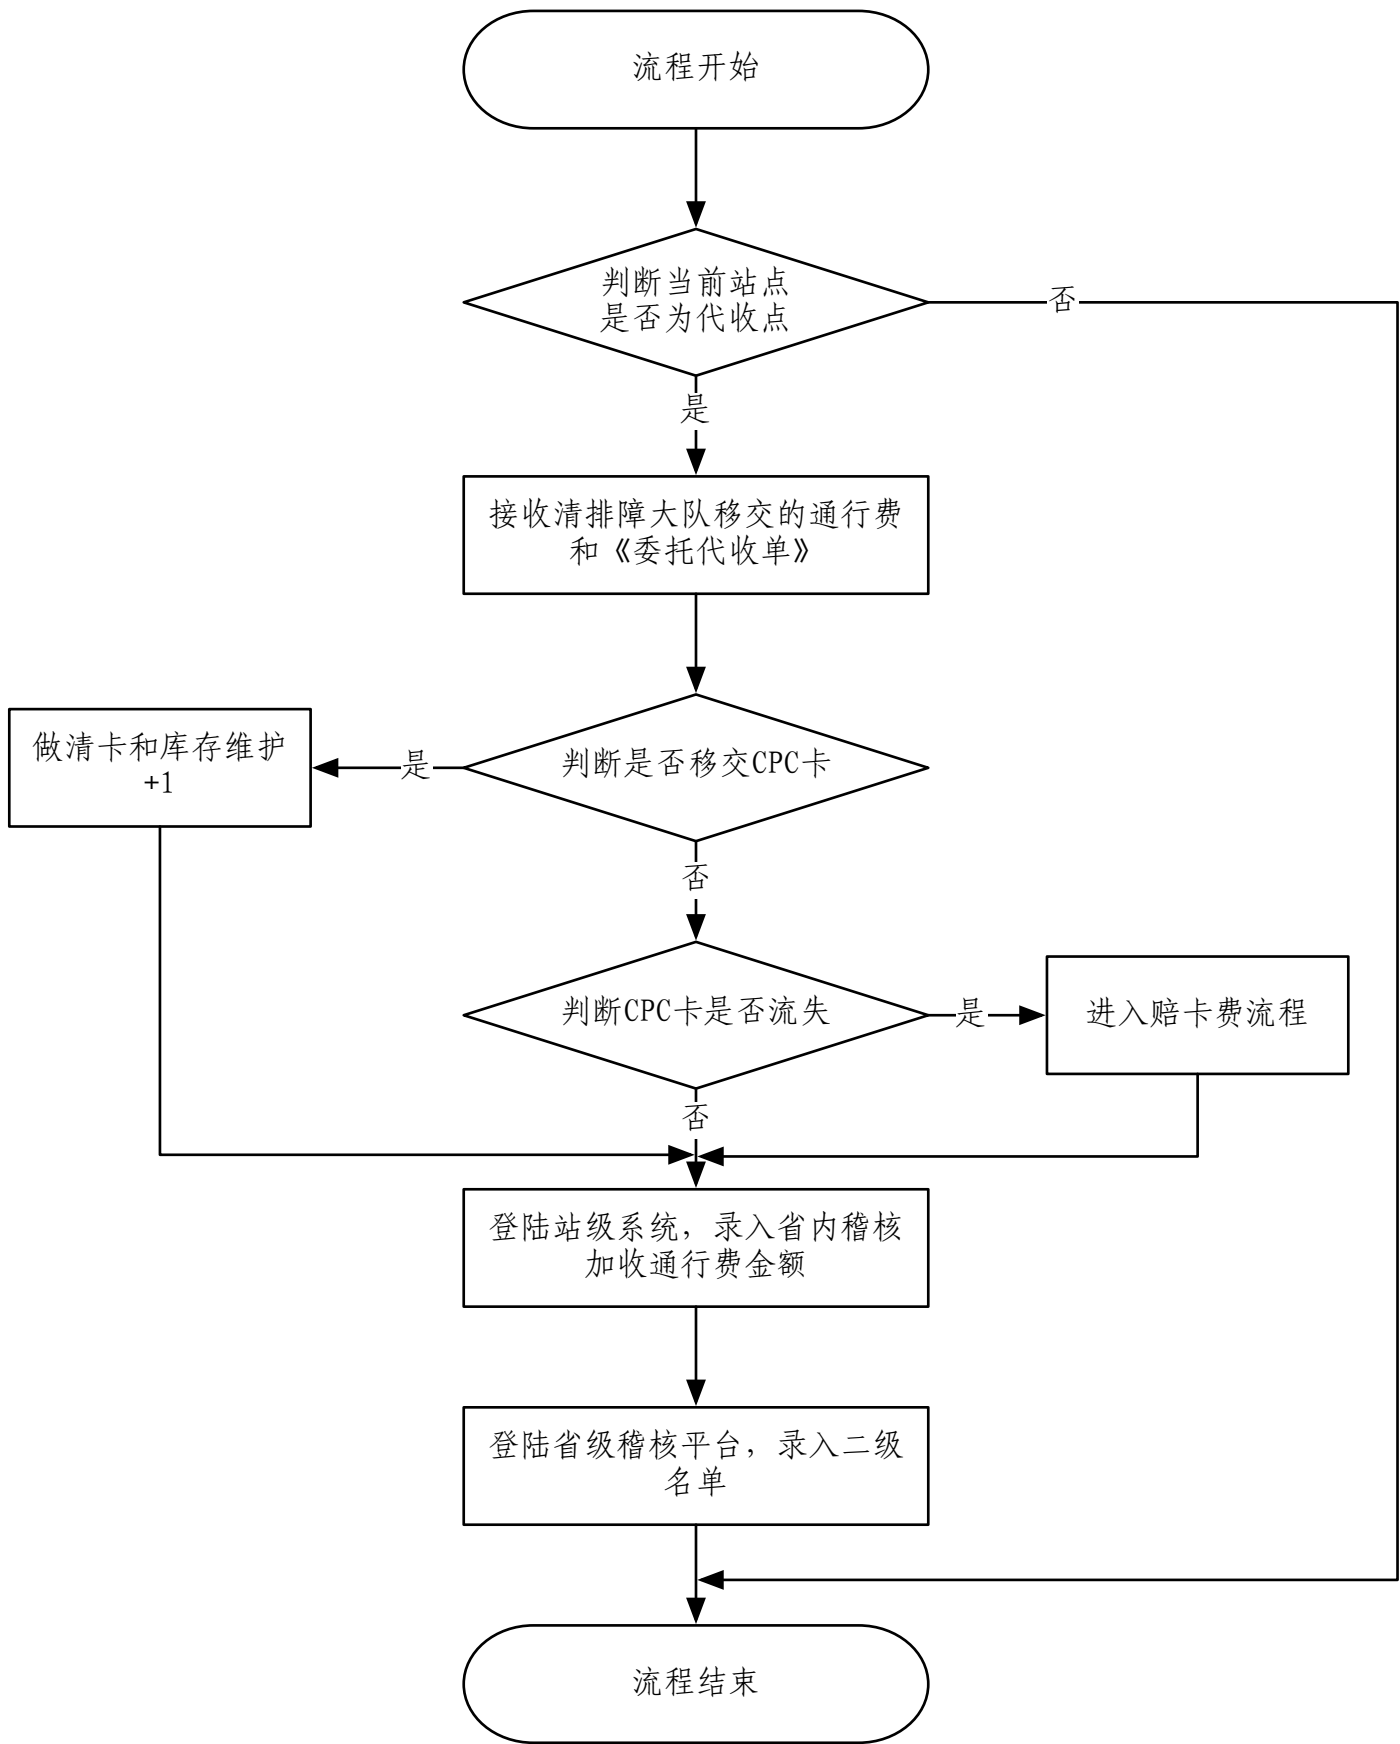 流程开始
判断当前站点
是否为代收点
否
是
接收清排障大队移交的通行费
和《委托代收单》
做清卡和库存维护
+1
是
判断是否移交CPC卡
否
判断CPC卡是否流失
是
进入赔卡费流程
否
登陆站级系统，录入省内稽核
加收通行费金额
登陆省级稽核平台，录入二级
名单
流程结束